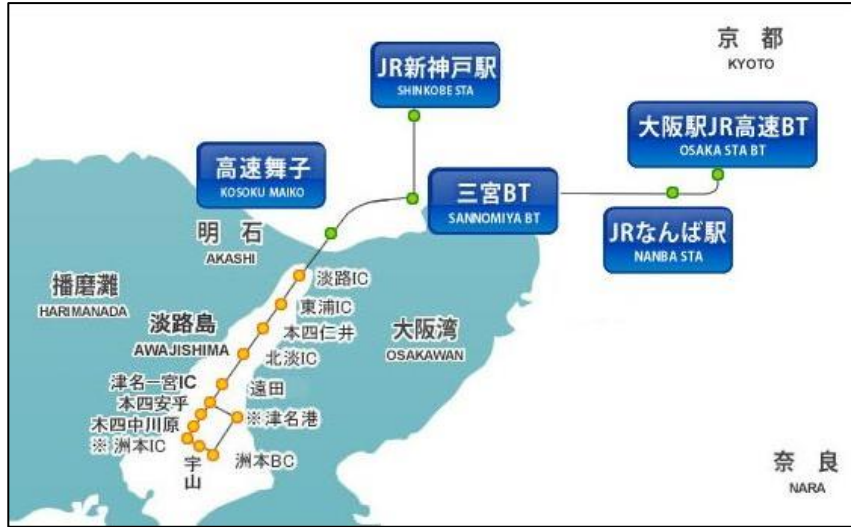 京 都
KYOTO
JR新神戸駅
SHINKOBE STA
大阪駅JR高速BT
OSAKA STA BT
高速舞子
KOSOKU MAIKO
三宮BT
SANNOMIYA BT
JRなんば駅
NANBA STA
明 石
AKASHI
播磨灘
HARIMANADA
淡路島
AWAJISHIMA
大阪湾
OSAKAWAN
淡路IC
東浦IC
本四仁井
北淡IC
津名一宮IC
遠田
本四安平
※津名港
木四中川原
※洲本IC
宇山
洲本BC
奈 良
NARA